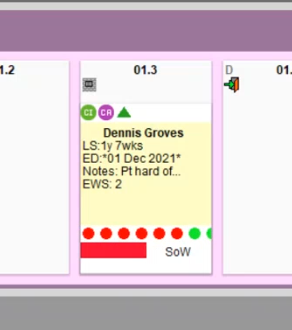 1.2
01.3
D
01.
CI
CA
Dennis Groves
LS:1y 7wks
ED:*01 Dec 2021*
Notes: Pt hard of...
EWS: 2
SoW